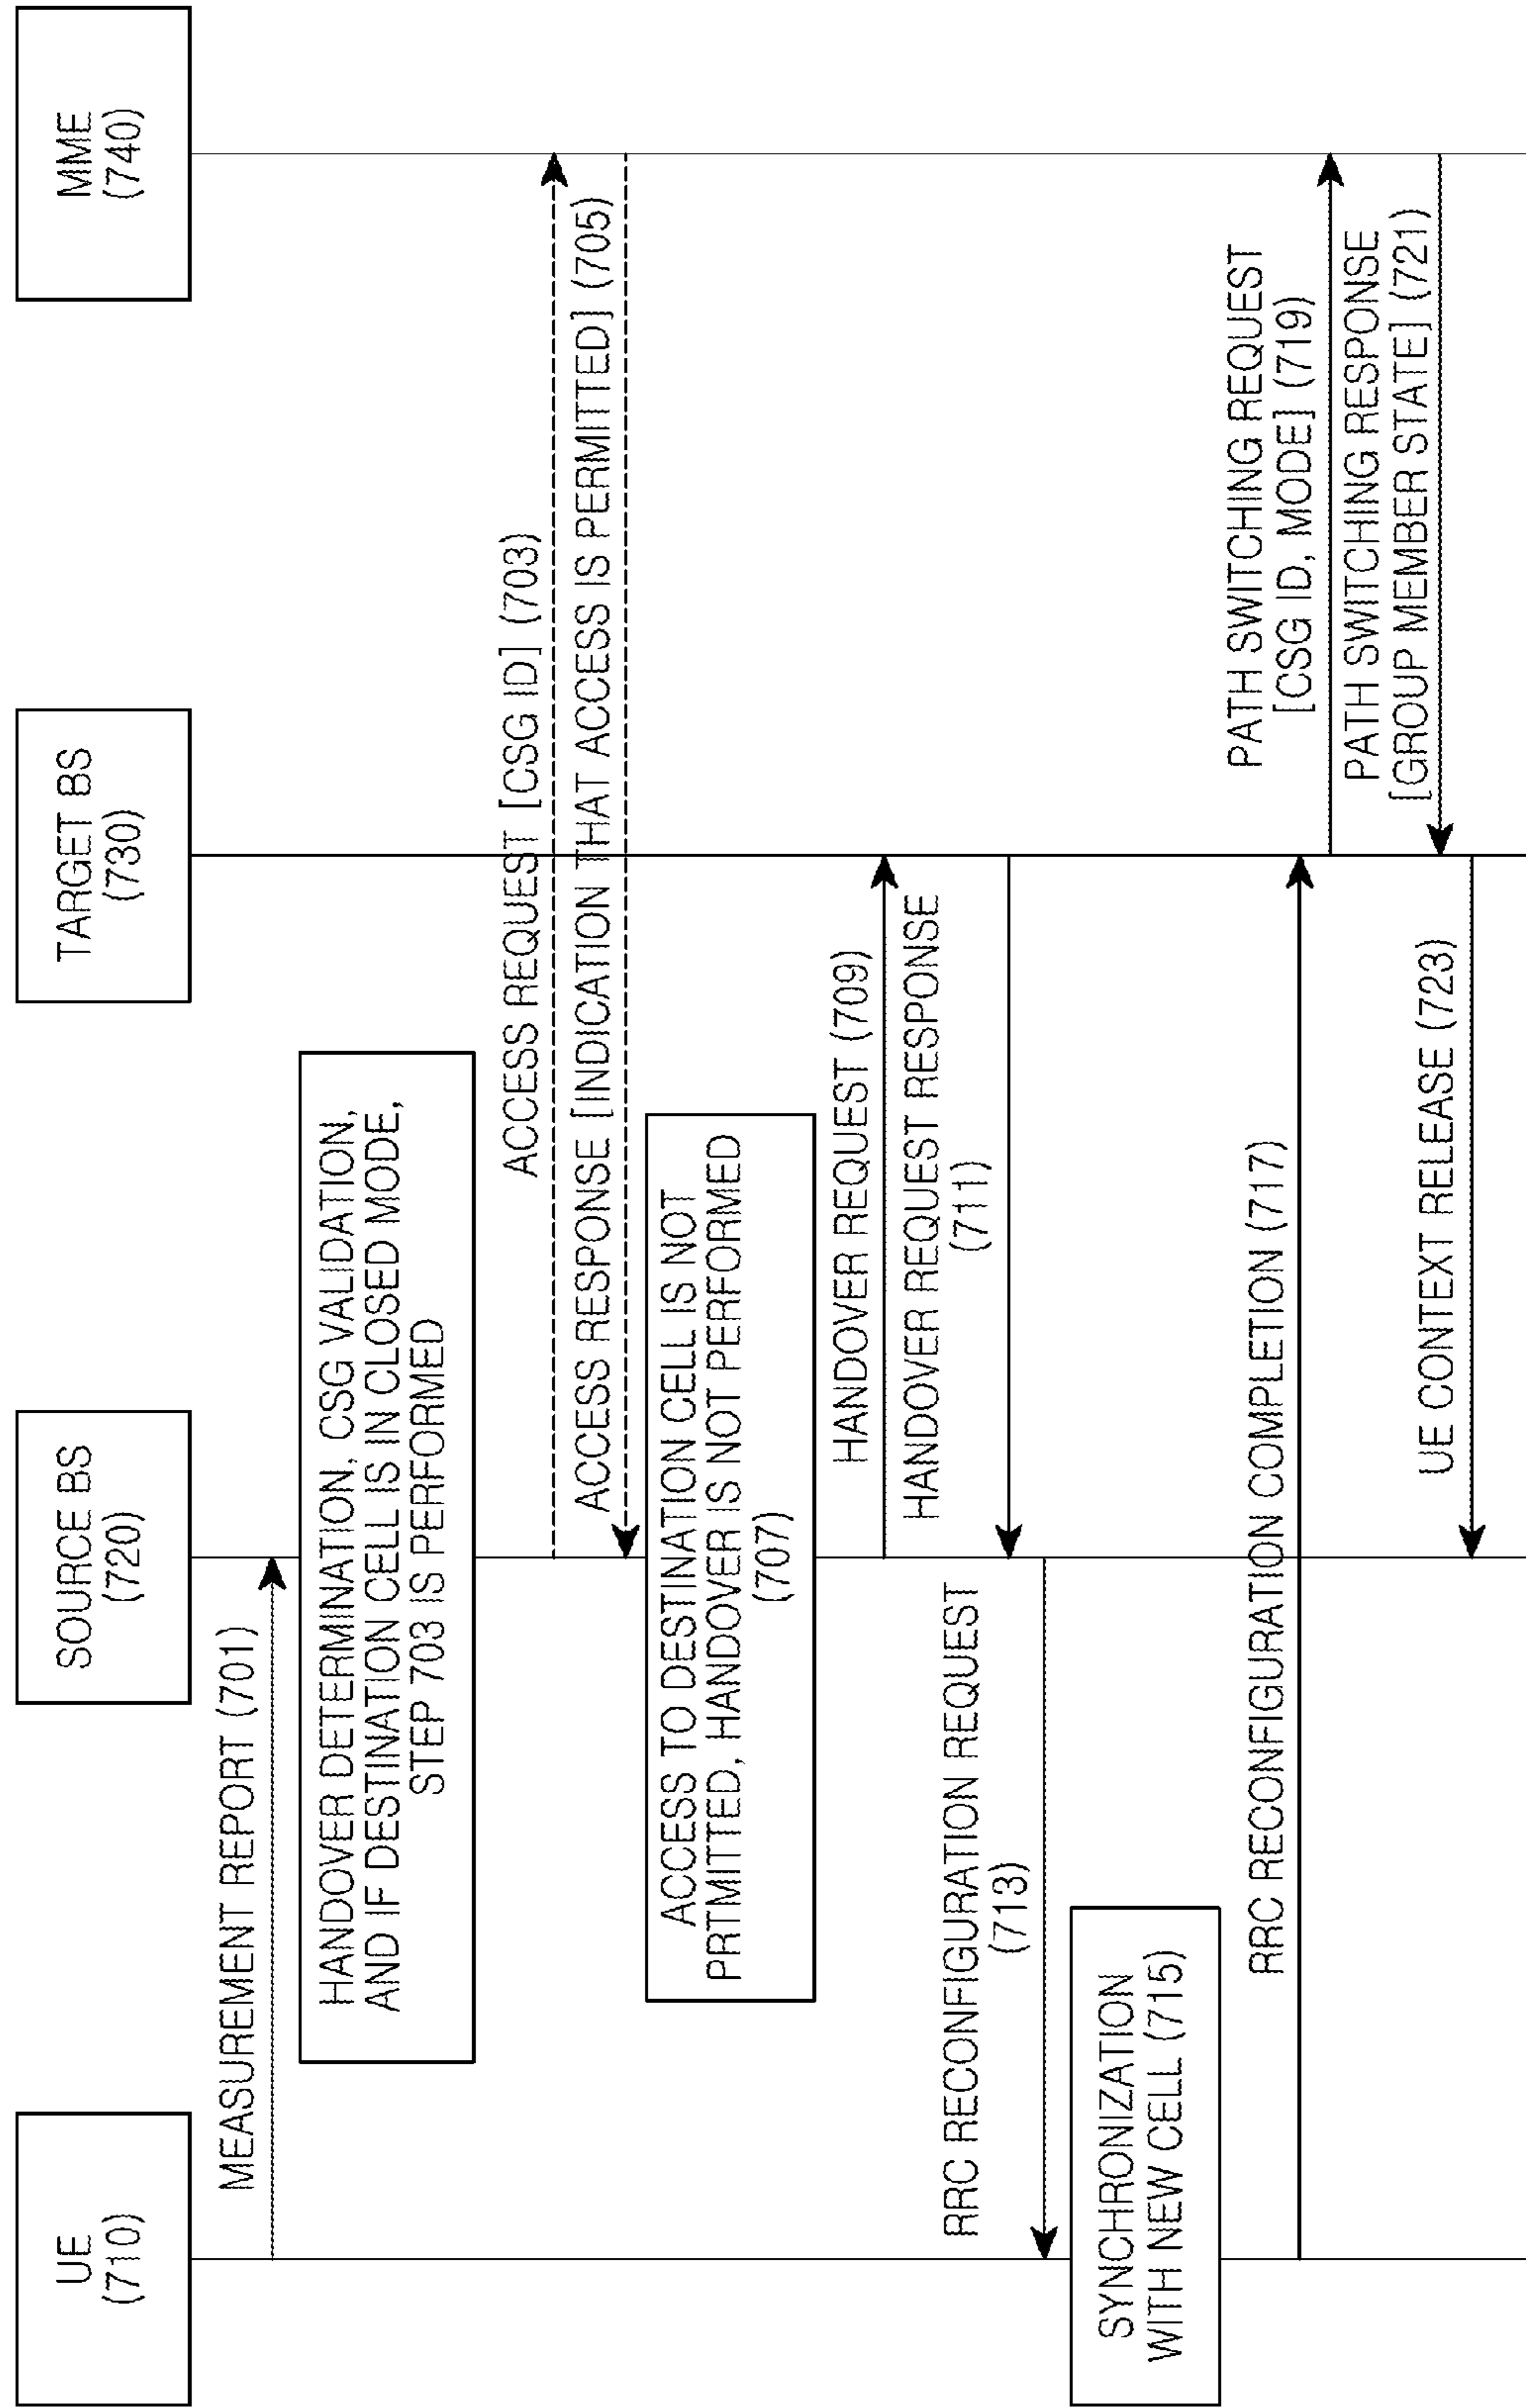 UE
(710)
SOURCE BS
(720)
TARGET BS
(730)
MME
(740)
MEASUREMENT REPORT (701)
HANDOVER DETERMINATION, CSG VALIDATION,
AND IF DESTINATION CELL IS IN CLOSED MODE,
STEP 703 IS PERFORMED
ACCESS REQUEST [CSG ID] (703)
ACCESS RESPONSE [INDICATION THAT ACCESS IS PERMITTED] (705)
ACCESS TO DESTINATION CELL IS NOT
PRTMITTED, HANDOVER IS NOT PERFORMED
(707)
HANDOVER REQUEST (709)
HANDOVER REQUEST RESPONSE
(711)
RRC RECONFIGURATION REQUEST
(713)
SYNCHRONIZATION
WITH NEW CELL (715)
RRC RECONFIGURATION COMPLETION (717)
PATH SWITCHING REQUEST
[CSG ID, MODE] (719)
PATH SWITCHING RESPONSE
[GROUP MEMBER STATE] (721)
UE CONTEXT RELEASE (723)